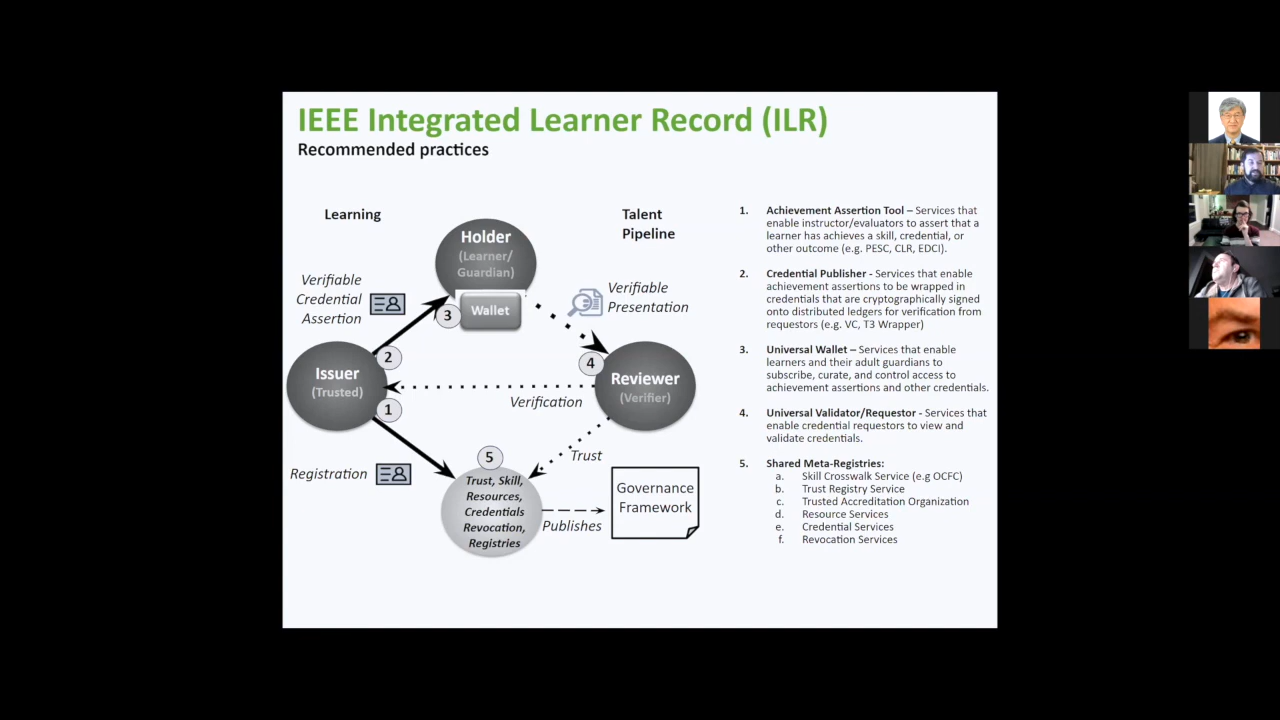 IEEE Integrated Learner Record (ILR)
Recommended practices
Learning
Talent
Pipeline
Holder
(Learner/
Guardian)
Wallet
3
Verifiable
Credential
Assertion
Verifiable
Presentation
2
Issuer
(Trusted)
1
4
Reviewer
(Verifier)
Verification
Registration
5
Trust
Trust, Skill,
Resources,
Credentials
Revocation,
Registries
Publishes
Governance
Framework
1. Achievement Assertion Tool – Services that
enable instructor/evaluators to assert that a
learner has achieves a skill, credential, or
other outcome (e.g. PESC, CLR, EDCI).
2. Credential Publisher - Services that enable
achievement assertions to be wrapped in
credentials that are cryptographically signed
onto distributed ledgers for verification from
requestors (e.g. VC, T3 Wrapper)
3. Universal Wallet – Services that enable
learners and their adult guardians to
subscribe, curate, and control access to
achievement assertions and other credentials.
4. Universal Validator/Requestor - Services that
enable credential requestors to view and
validate credentials.
5. Shared Meta-Registries:
a. Skill Crosswalk Service (e.g OCFC)
b. Trust Registry Service
c. Trusted Accreditation Organization
d. Resource Services
e. Credential Services
f. Revocation Services